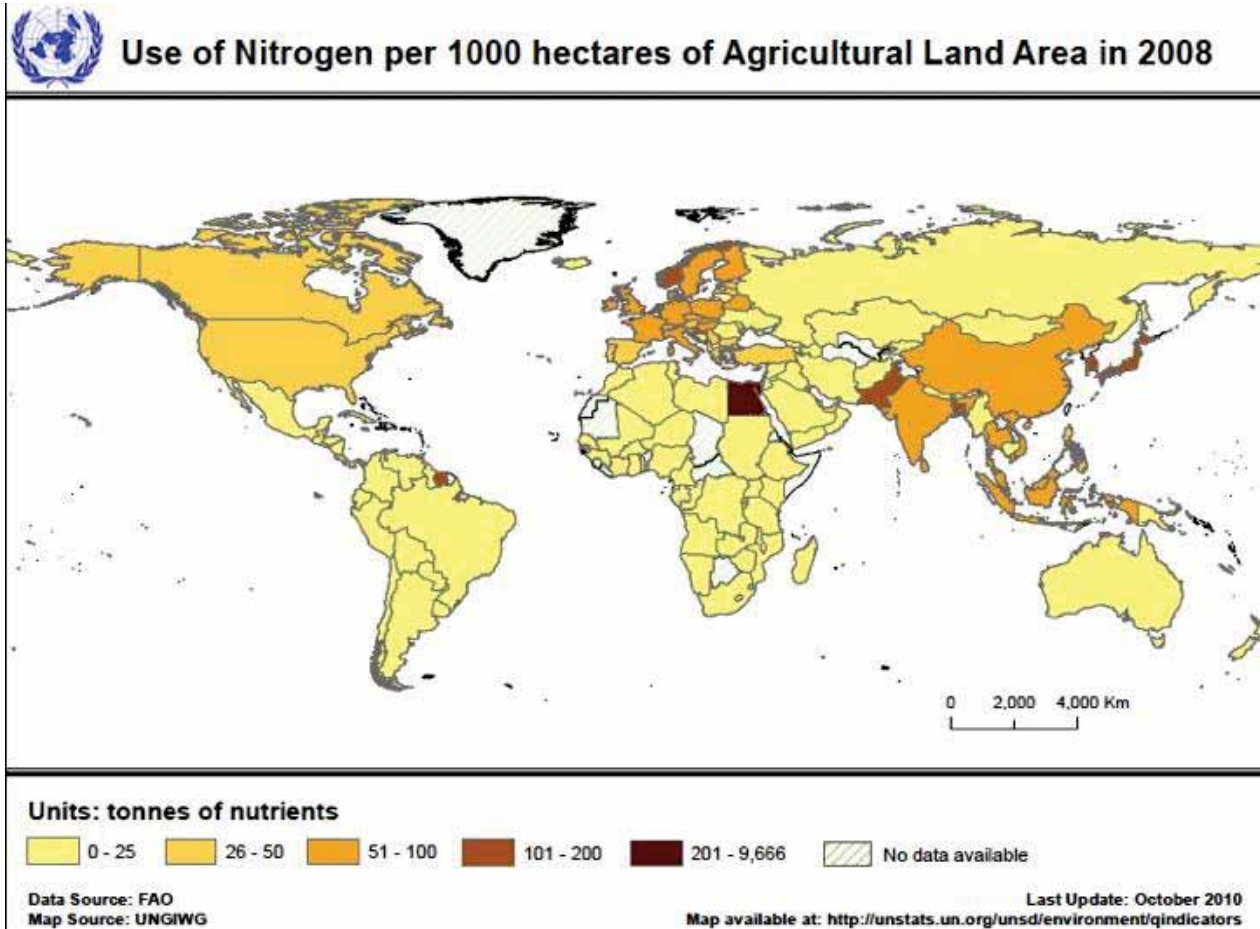 Use of Nitrogen per 1000 hectares of Agricultural Land Area in 2008
0 2,000 4,000 Km
Units: tonnes of nutrients
0 - 25 26 - 50 51 - 100 101 - 200 201 - 9,666 No data available
Data Source: FAO
Last Update: October 2010
Map Source: UNGIWG
Map available at: http://unstats.un.org/unsd/environment/qindicators